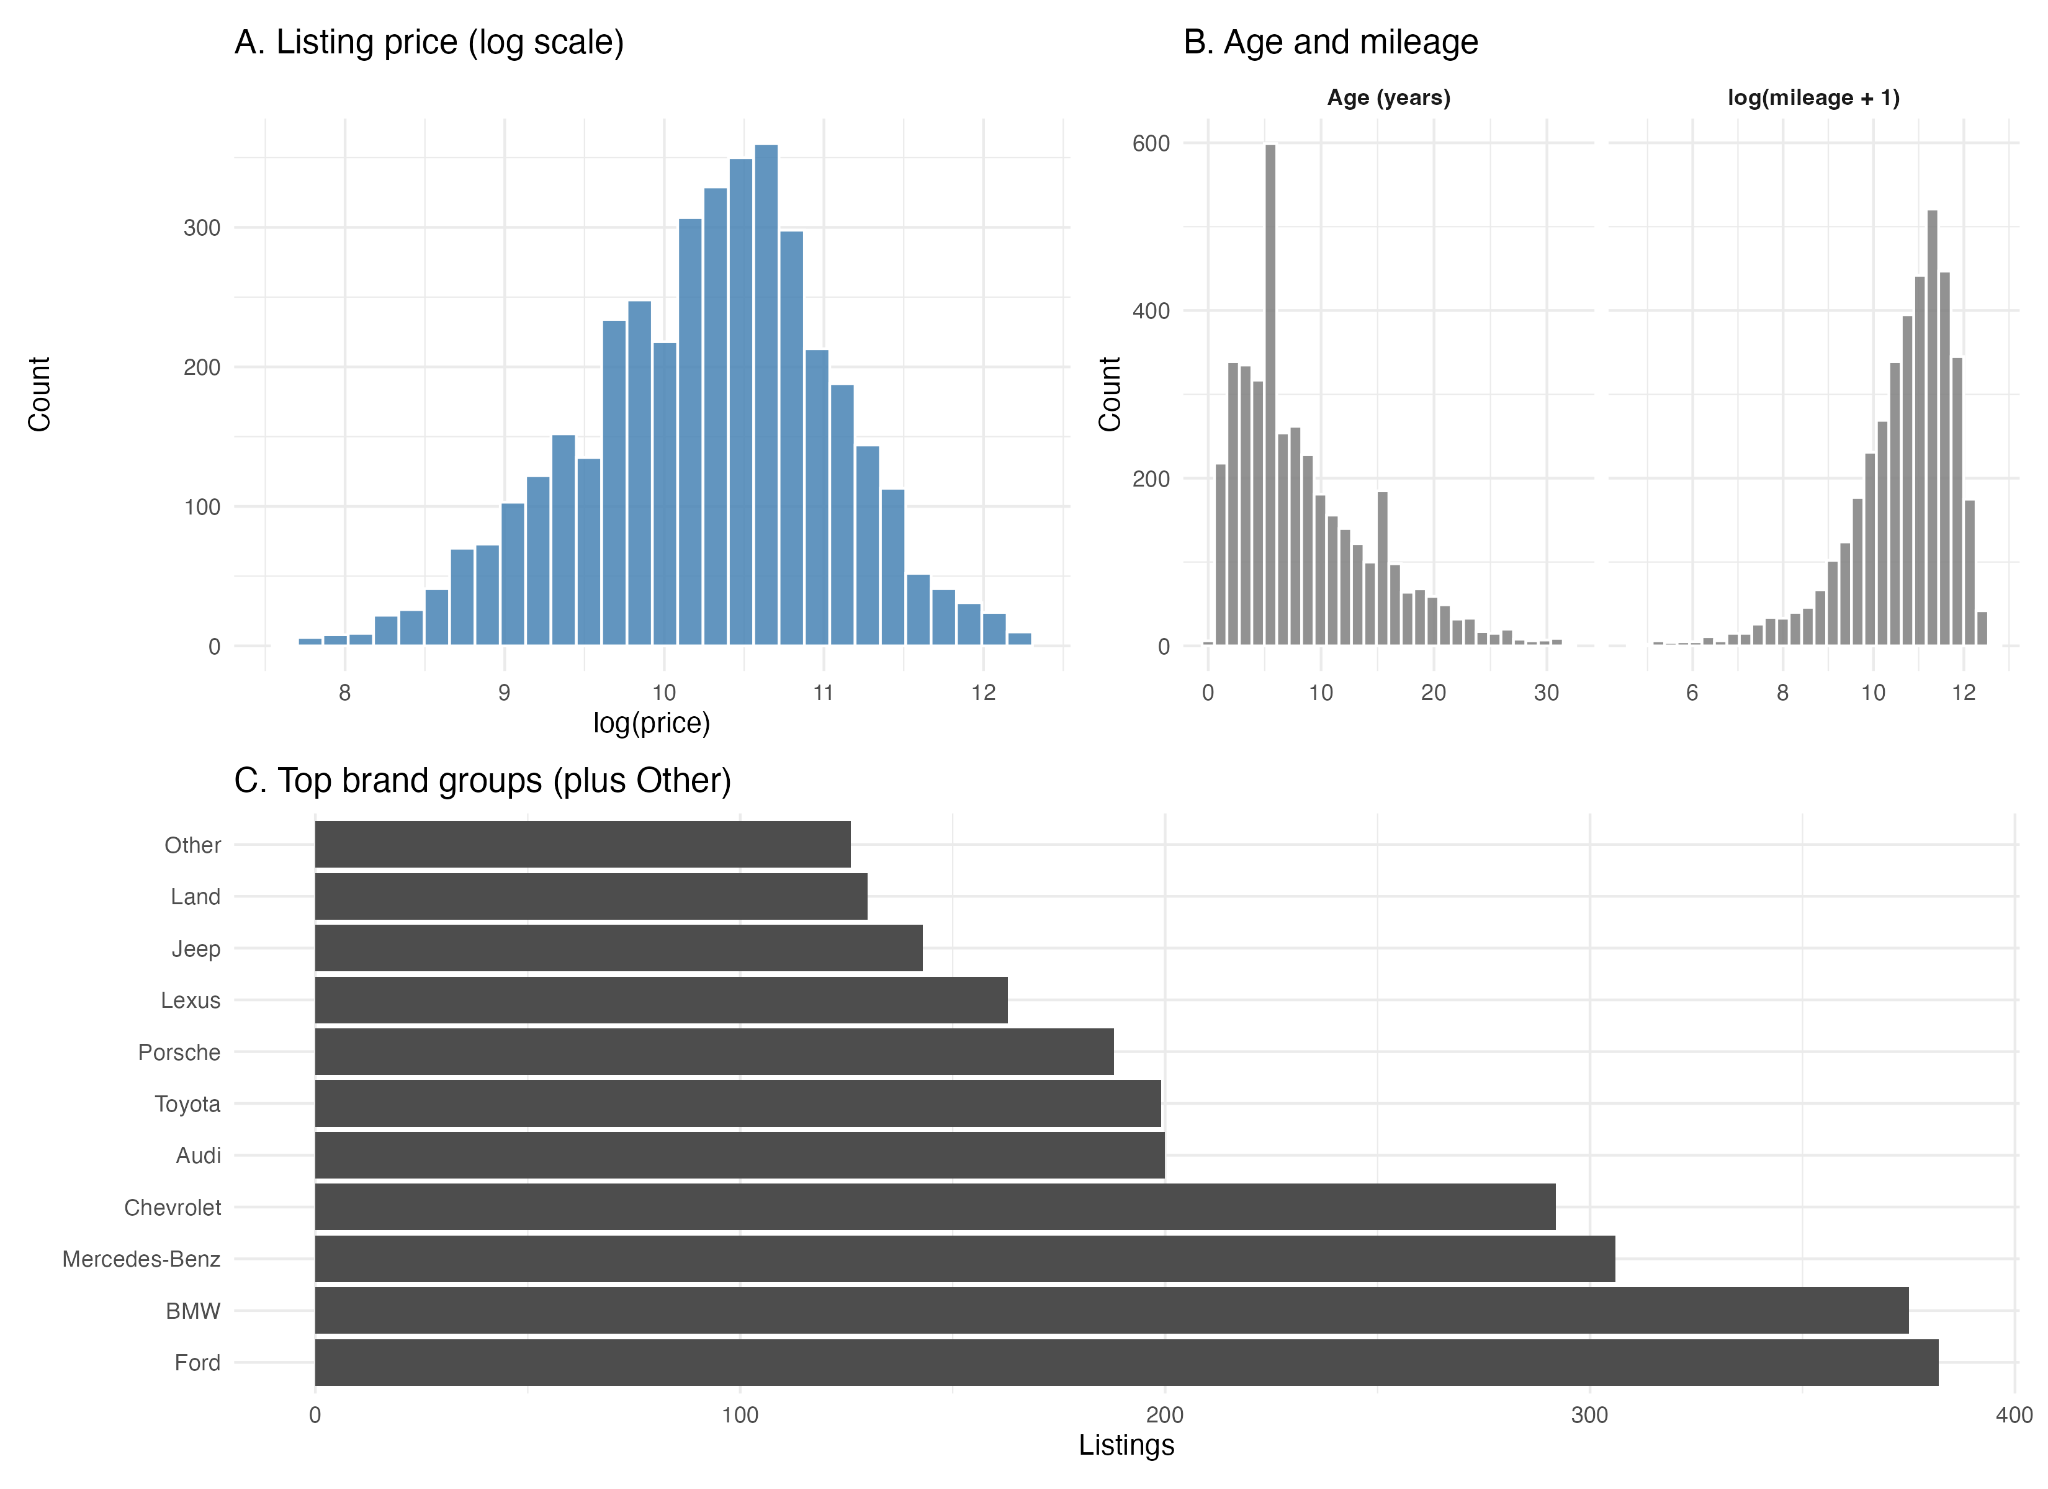 A. Listing price (log scale)
Count
300
200
100
0
8 9 10 11 12
log(price)
B. Age and mileage
Age (years) log(mileage + 1)
Count
600
400
200
0
0 10 20 30 6 8 10 12
C. Top brand groups (plus Other)
Other
Land
Jeep
Lexus
Porsche
Toyota
Audi
Chevrolet
Mercedes-Benz
BMW
Ford
0 100 200 300 400
Listings